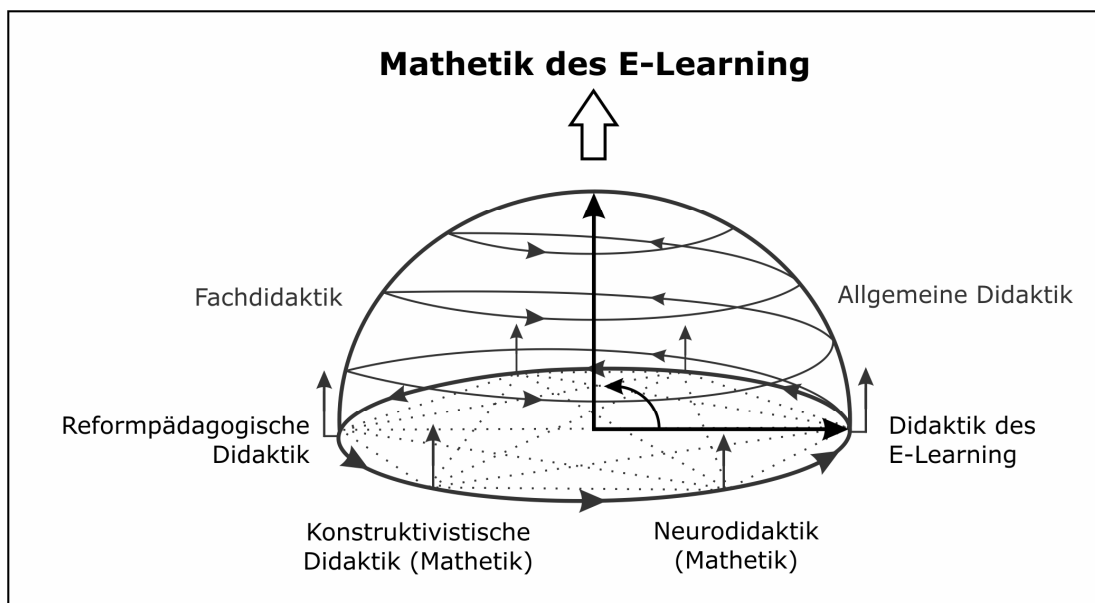 Mathetik des E-Learning
Fachdidaktik
Allgemeine Didaktik
Reformpädagogische
Didaktik
Didaktik des
E-Learning
Konstruktivistische
Didaktik (Mathetik)
Neurodidaktik
(Mathetik)